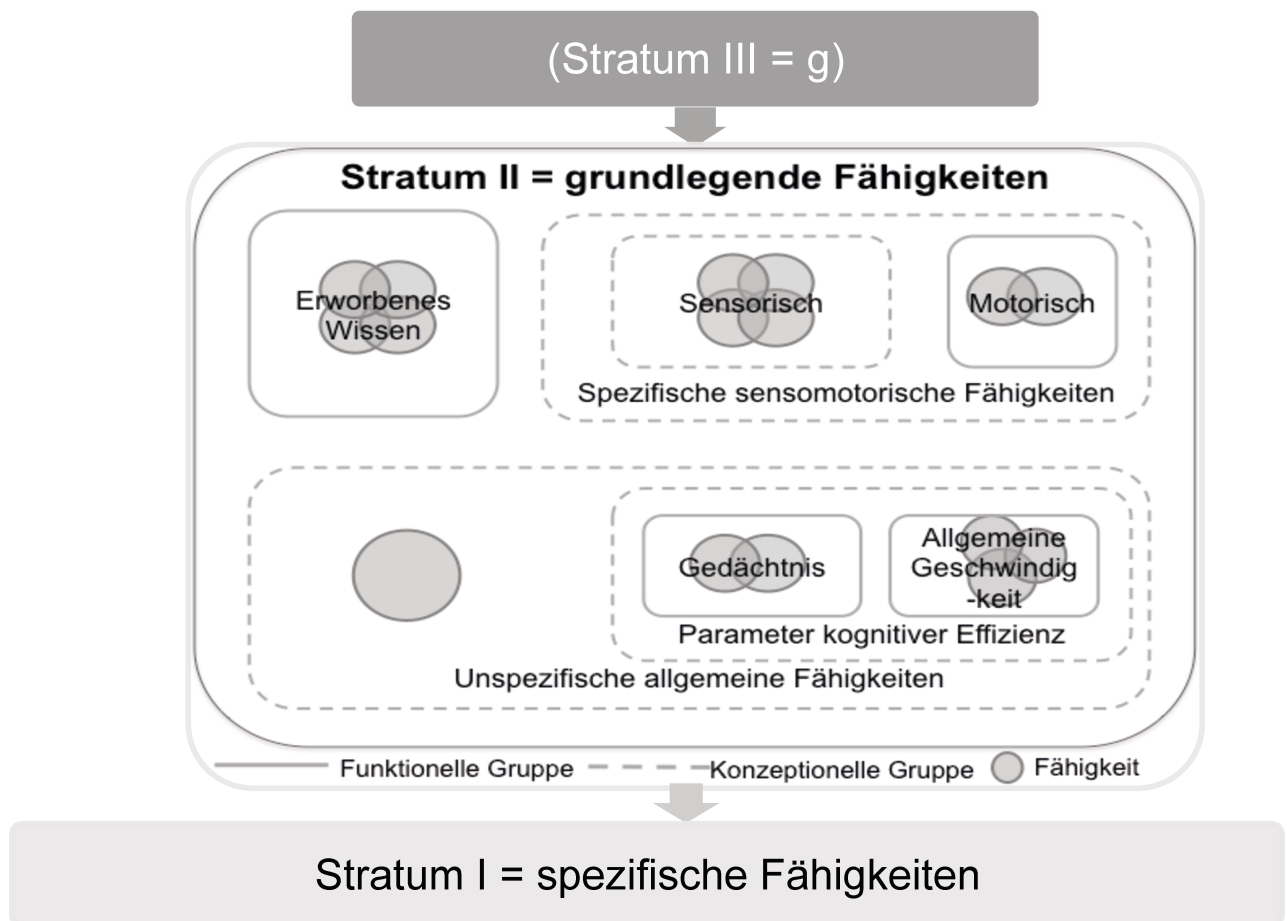 (Stratum III = g)
Stratum II = grundlegende Fähigkeiten
Erworbenes
Wissen
Sensorisch
Motorisch
Spezifische sensomotorische Fähigkeiten
Gedächtnis
Allgemeine
Geschwindig
-keit
Parameter kognitiver Effizienz
Unspezifische allgemeine Fähigkeiten
Funktionelle Gruppe
Konzeptionelle Gruppe
Fähigkeit
Stratum I = spezifische Fähigkeiten